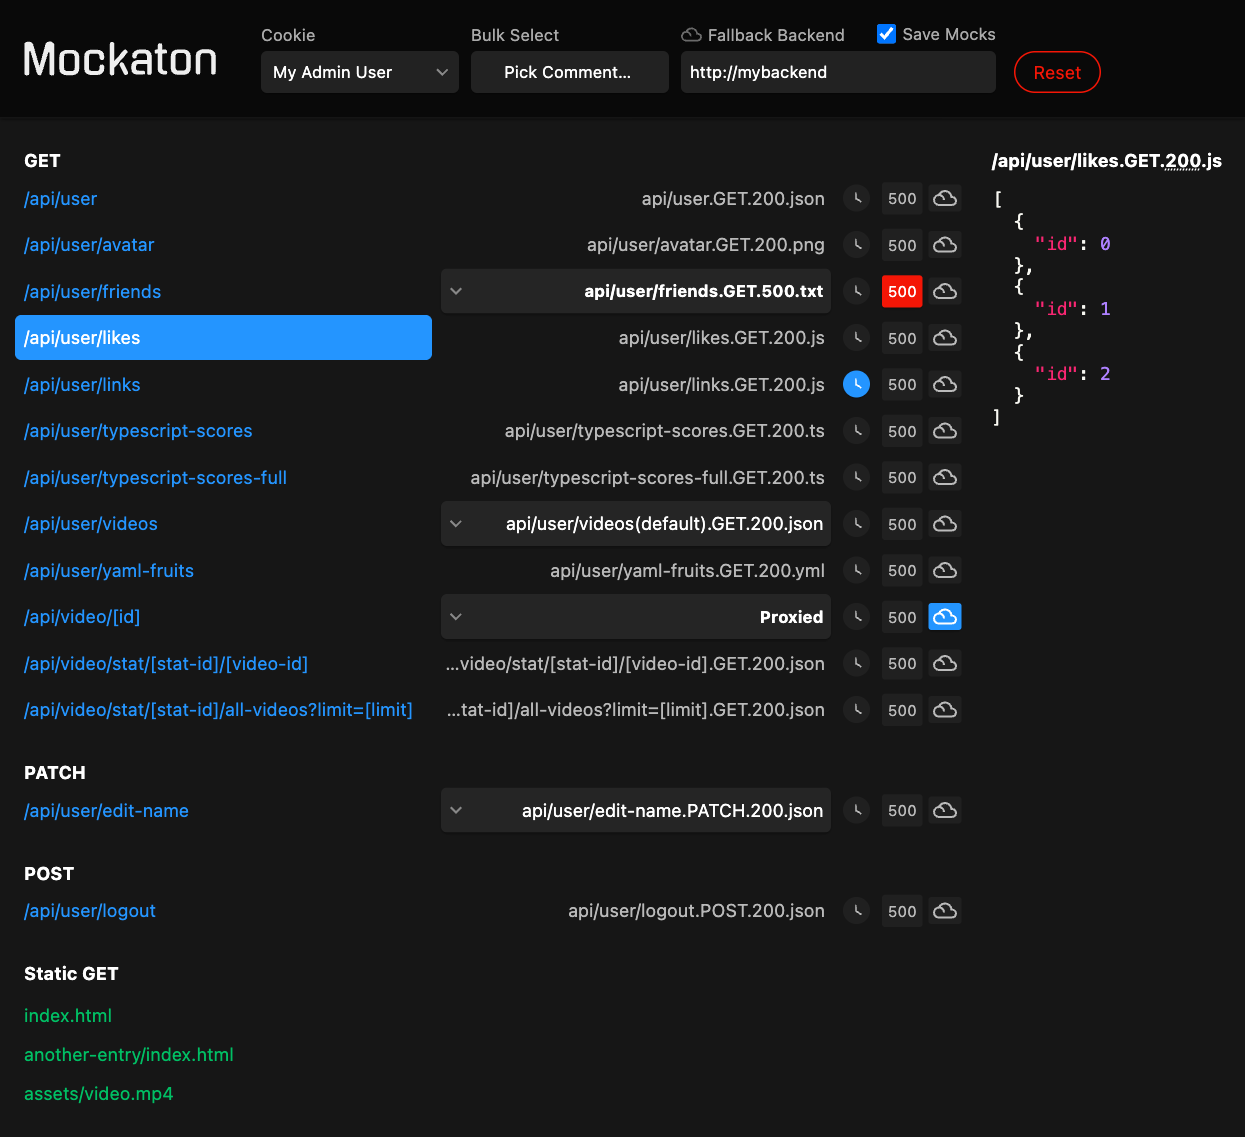 Mockaton
Cookie
My Admin User
Bulk Select
Pick Comment...
Fallback Backend
Save Mocks
http://mybackend
Reset
GET
/api/user api/user.GET.200.json 500
/api/user/avatar api/user/avatar.GET.200.png 500
/api/user/friends api/user/friends.GET.500.txt 500
/api/user/likes api/user/likes.GET.200.js 500
/api/user/links api/user/links.GET.200.js 500
/api/user/typescript-scores api/user/typescript-scores.GET.200.ts 500
/api/user/typescript-scores-full api/user/typescript-scores-full.GET.200.ts 500
/api/user/videos api/user/videos(default).GET.200.json 500
/api/user/yaml-fruits api/user/yaml-fruits.GET.200.yml 500
/api/video/[id] Proxied 500
/api/video/stat/[stat-id]/[video-id] ...video/stat/[stat-id]/[video-id].GET.200.json 500
/api/video/stat/[stat-id]/all-videos?limit=[limit] ...tat-id]/all-videos?limit=[limit].GET.200.json 500
PATCH
/api/user/edit-name api/user/edit-name.PATCH.200.json 500
POST
/api/user/logout api/user/logout.POST.200.json 500
Static GET
index.html
another-entry/index.html
assets/video.mp4
/api/user/likes.GET.200.js
[
{
"id": 0
},
{
"id": 1
},
{
"id": 2
}
]